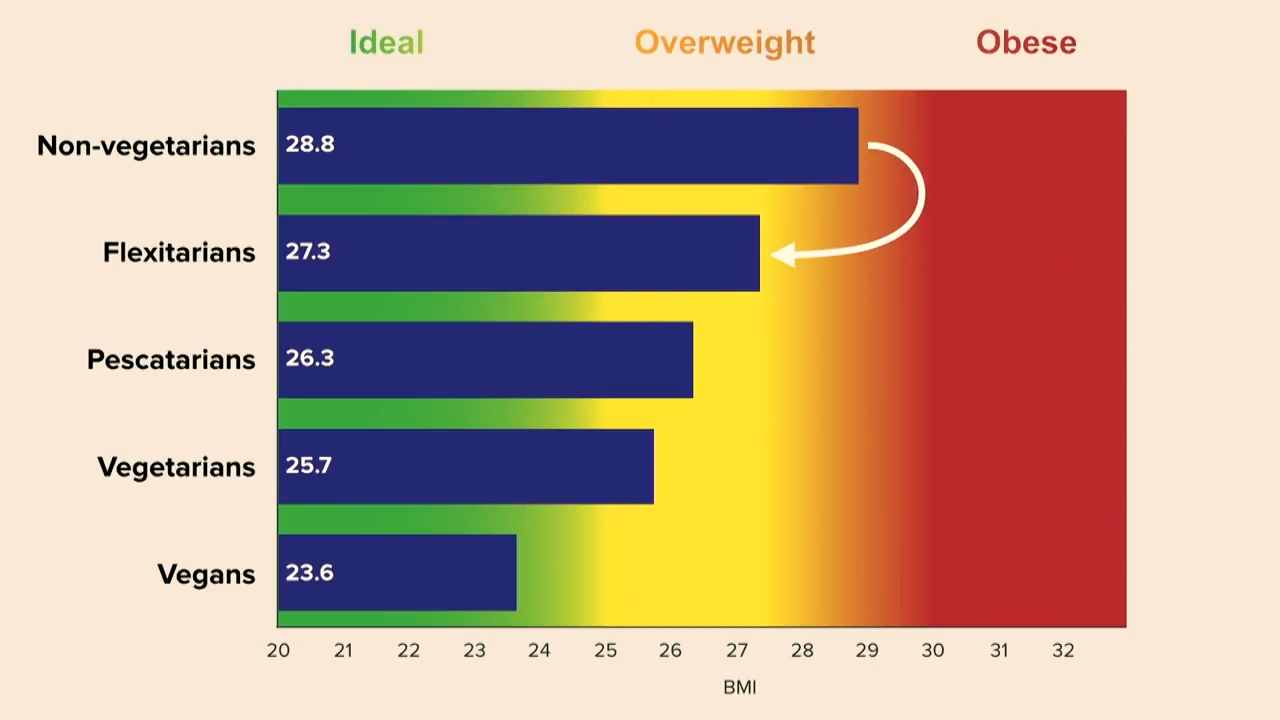 Ideal Overweight Obese
Non-vegetarians 28.8
Flexitarians 27.3
Pescatarians 26.3
Vegetarians 25.7
Vegans 23.6
20 21 22 23 24 25 26 27 28 29 30 31 32
BMI